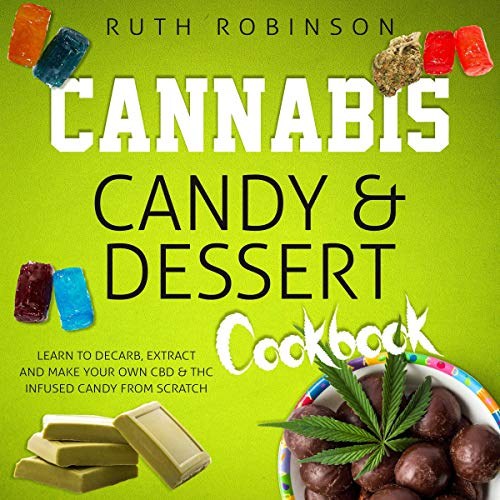 RUTH ROBINSON
CANNABIS
CANDY &
DESSERT
Cookbook
LEARN TO DECARB, EXTRACT
AND MAKE YOUR OWN CBD & THC
INFUSED CANDY FROM SCRATCH